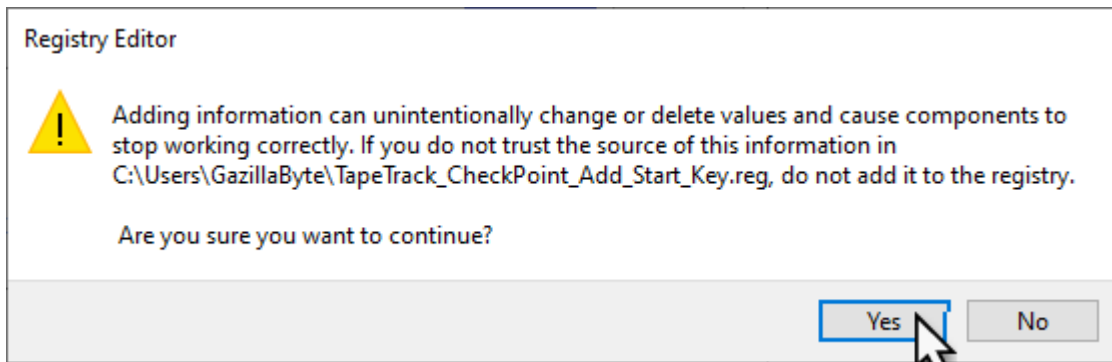 Registry Editor
!
Adding information can unintentionally change or delete values and cause components to
stop working correctly. If you do not trust the source of this information in
C:\Users\GazillaByte\TapeTrack_CheckPoint_Add_Start_Key.reg, do not add it to the registry.
Are you sure you want to continue?
Yes No